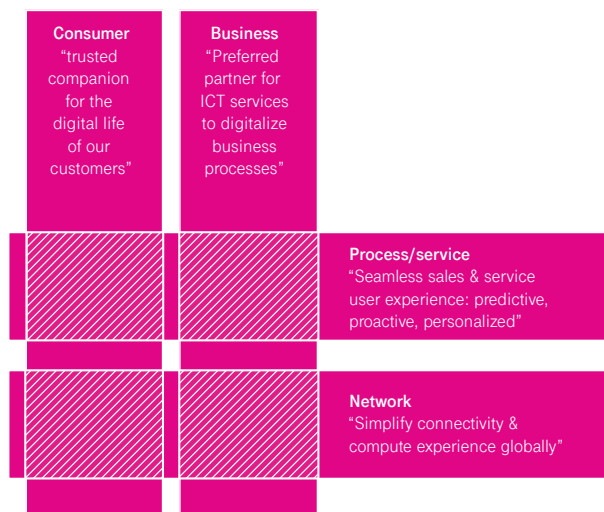 Consumer
“trusted
companion
for the
digital life
of our
customers”
Business
“Preferred
partner for
ICT services
to digitalize
business
processes”
Process/service
“Seamless sales & service
user experience: predictive,
proactive, personalized”
Network
“Simplify connectivity &
compute experience globally”